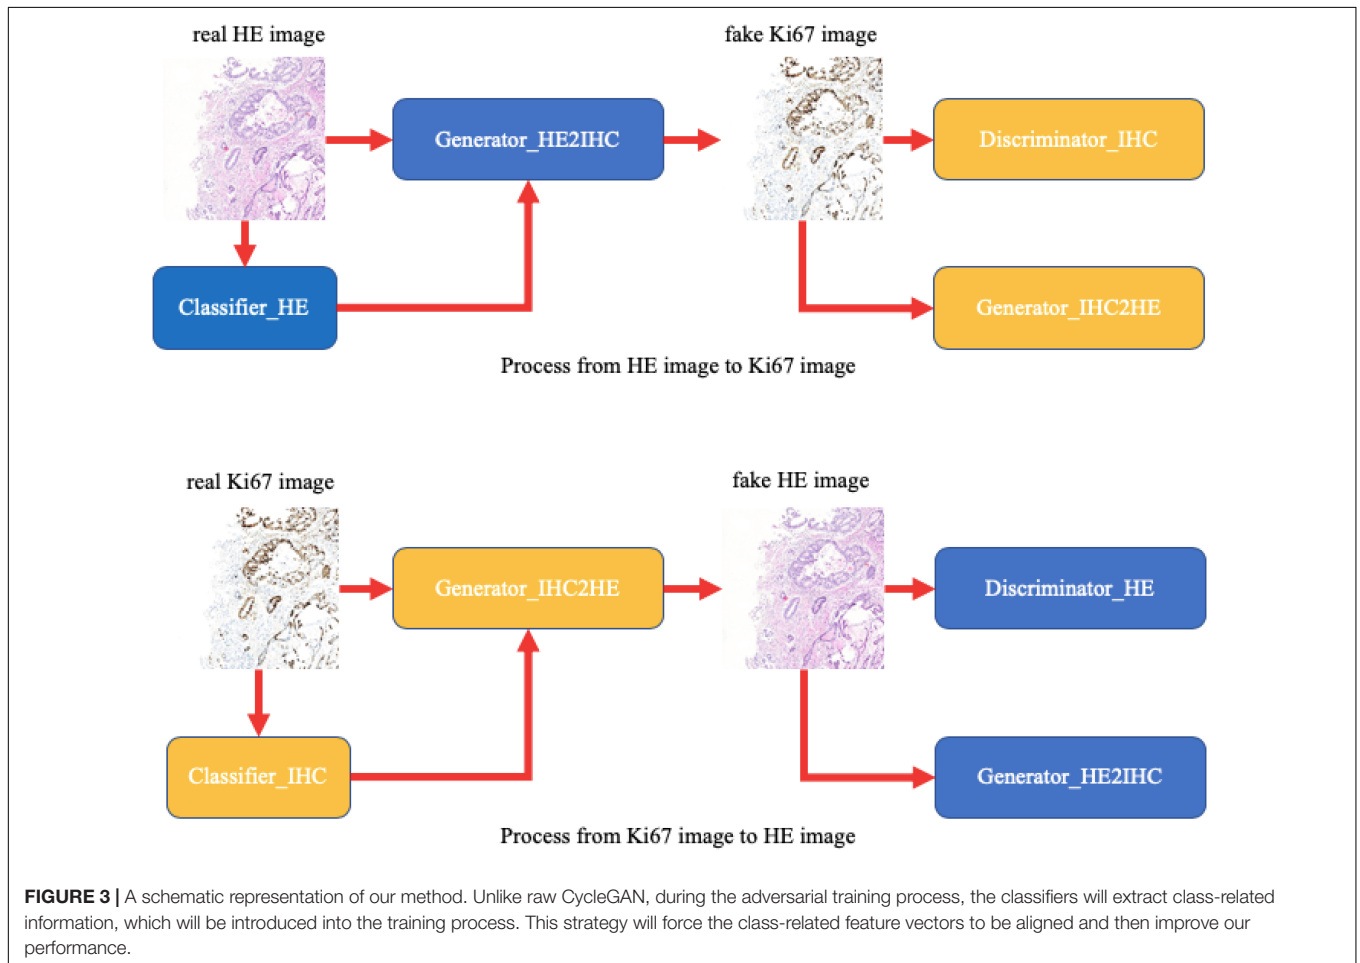 real HE image
fake Ki67 image
Generator_HE2IHC
Discriminator_IHC
Classifier_HE
Generator_IHC2HE
Process from HE image to Ki67 image
real Ki67 image
fake HE image
Generator_IHC2HE
Discriminator_HE
Classifier_IHC
Generator_HE2IHC
Process from Ki67 image to HE image
FIGURE 3 | A schematic representation of our method. Unlike raw CycleGAN, during the adversarial training process, the classifiers will extract class-related
information, which will be introduced into the training process. This strategy will force the class-related feature vectors to be aligned and then improve our
performance.